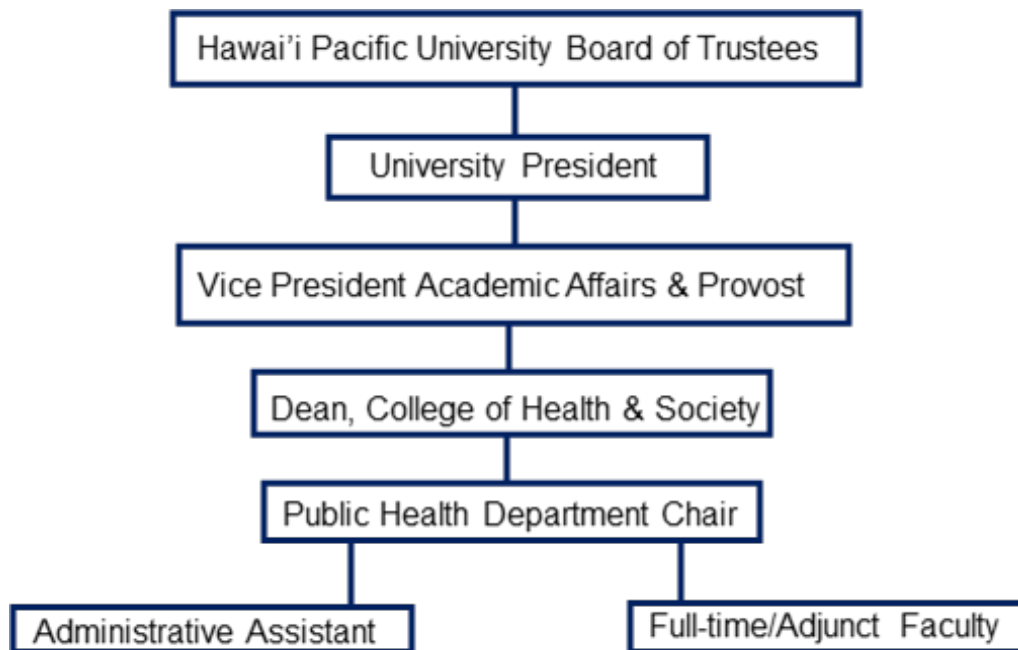 Hawai’i Pacific University Board of Trustees
University President
Vice President Academic Affairs & Provost
Dean, College of Health & Society
Public Health Department Chair
Administrative Assistant
Full-time/Adjunct Faculty